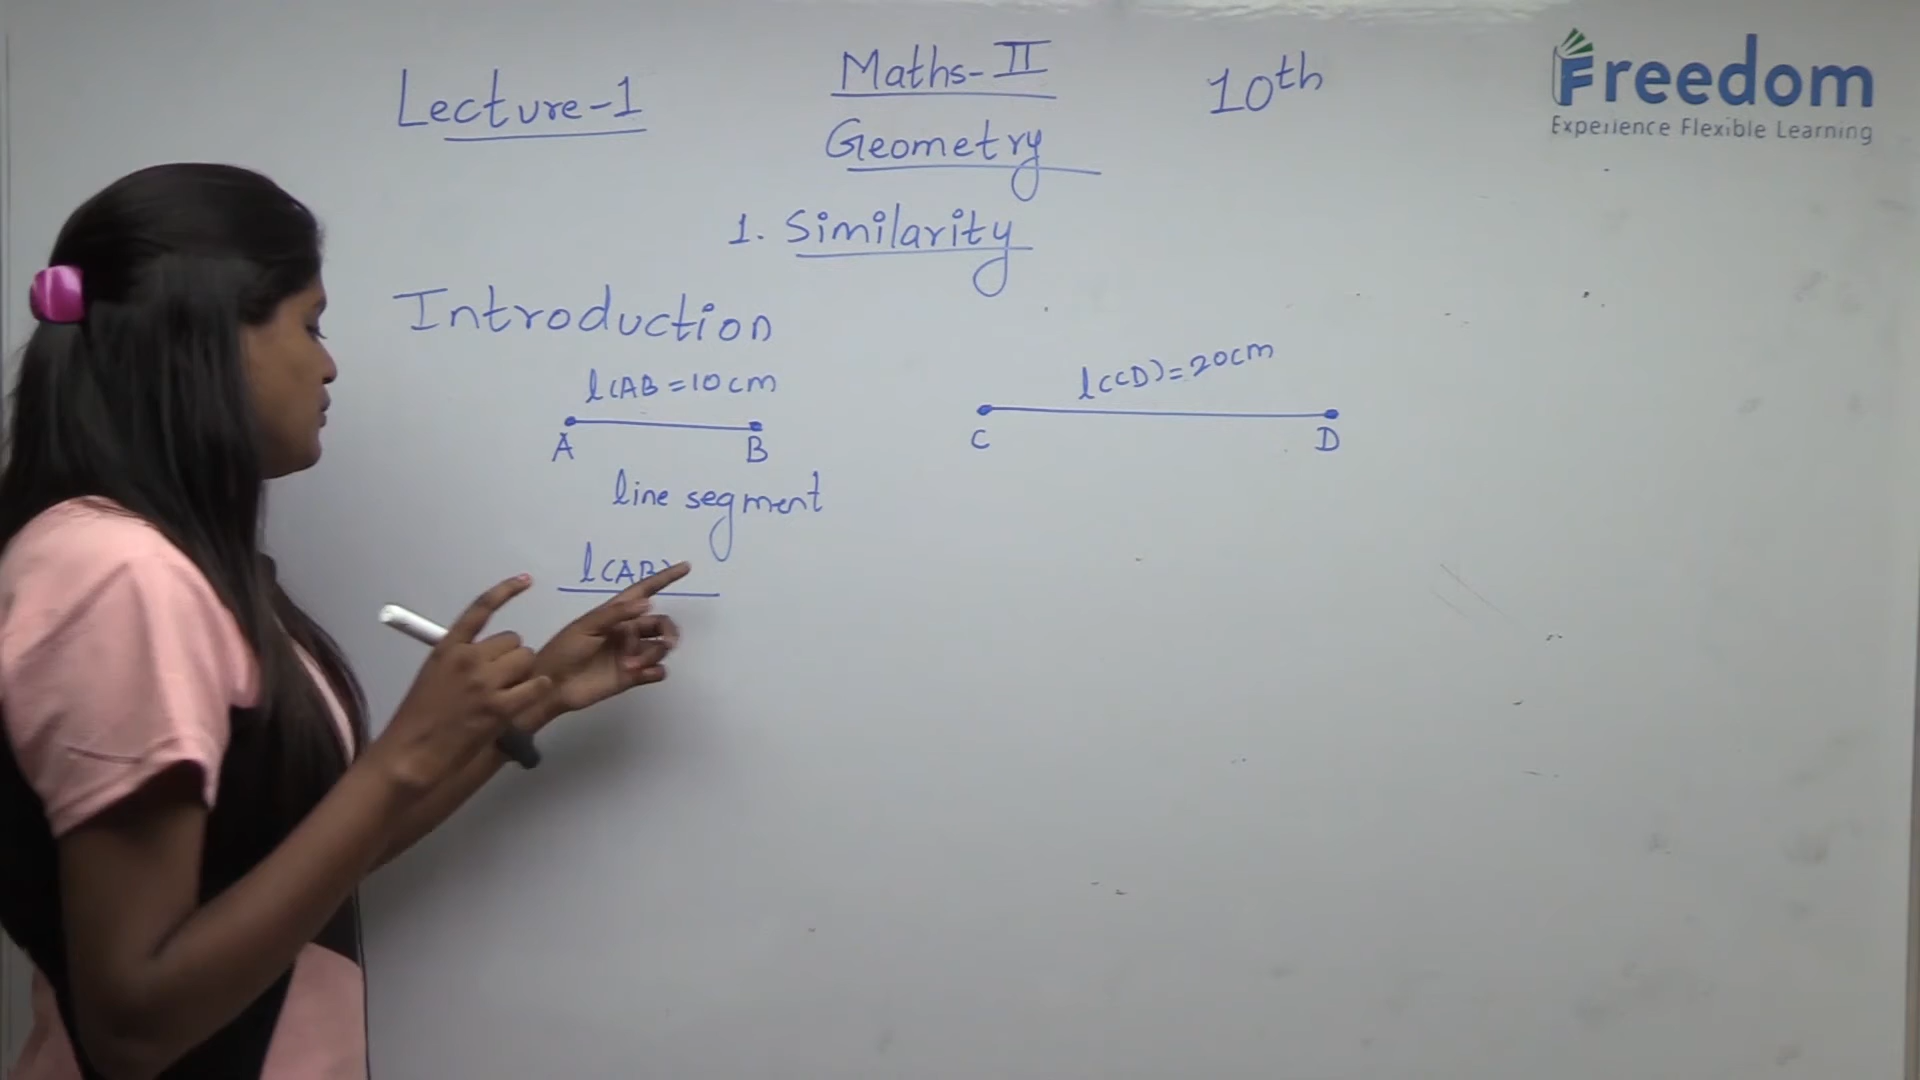 Lecture-1
Maths-II
10th
Geometry
1. Similarity
Introduction
l(AB = 10cm
l(CD) = 20cm
A
B
C
D
line segment
l(AB)
Freedom
Experience Flexible Learning